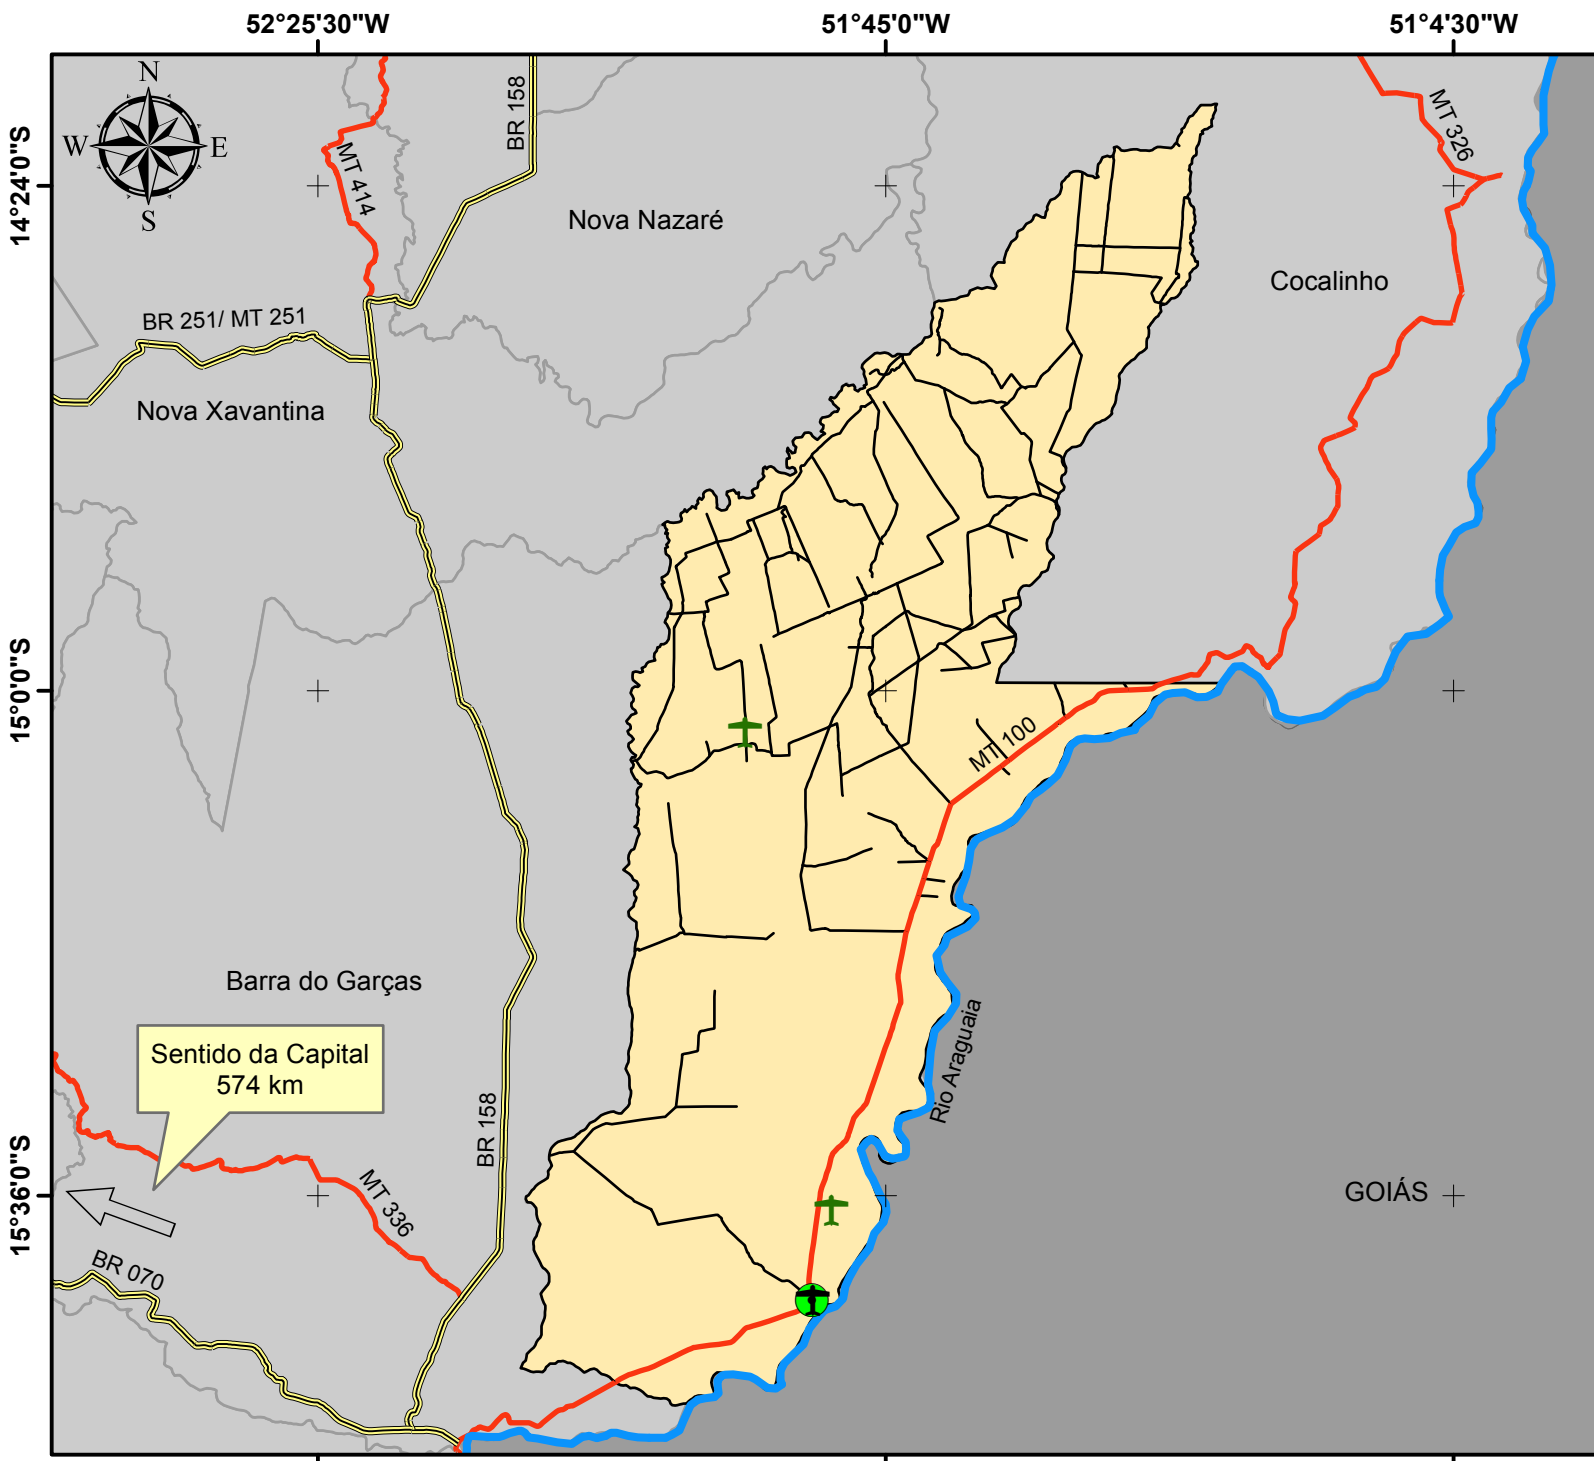 52°25'30"W
51°45'0"W
51°4'30"W
N
W
E
S
14°24'0"S
15°0'0"S
15°36'0"S
MT 414
BR 158
MT 326
Nova Nazaré
Cocalinho
BR 251/ MT 251
Nova Xavantina
MT 100
Barra do Garças
Sentido da Capital
574 km
Rio Araguaia
BR 158
MT 336
GOIÁS
BR 070